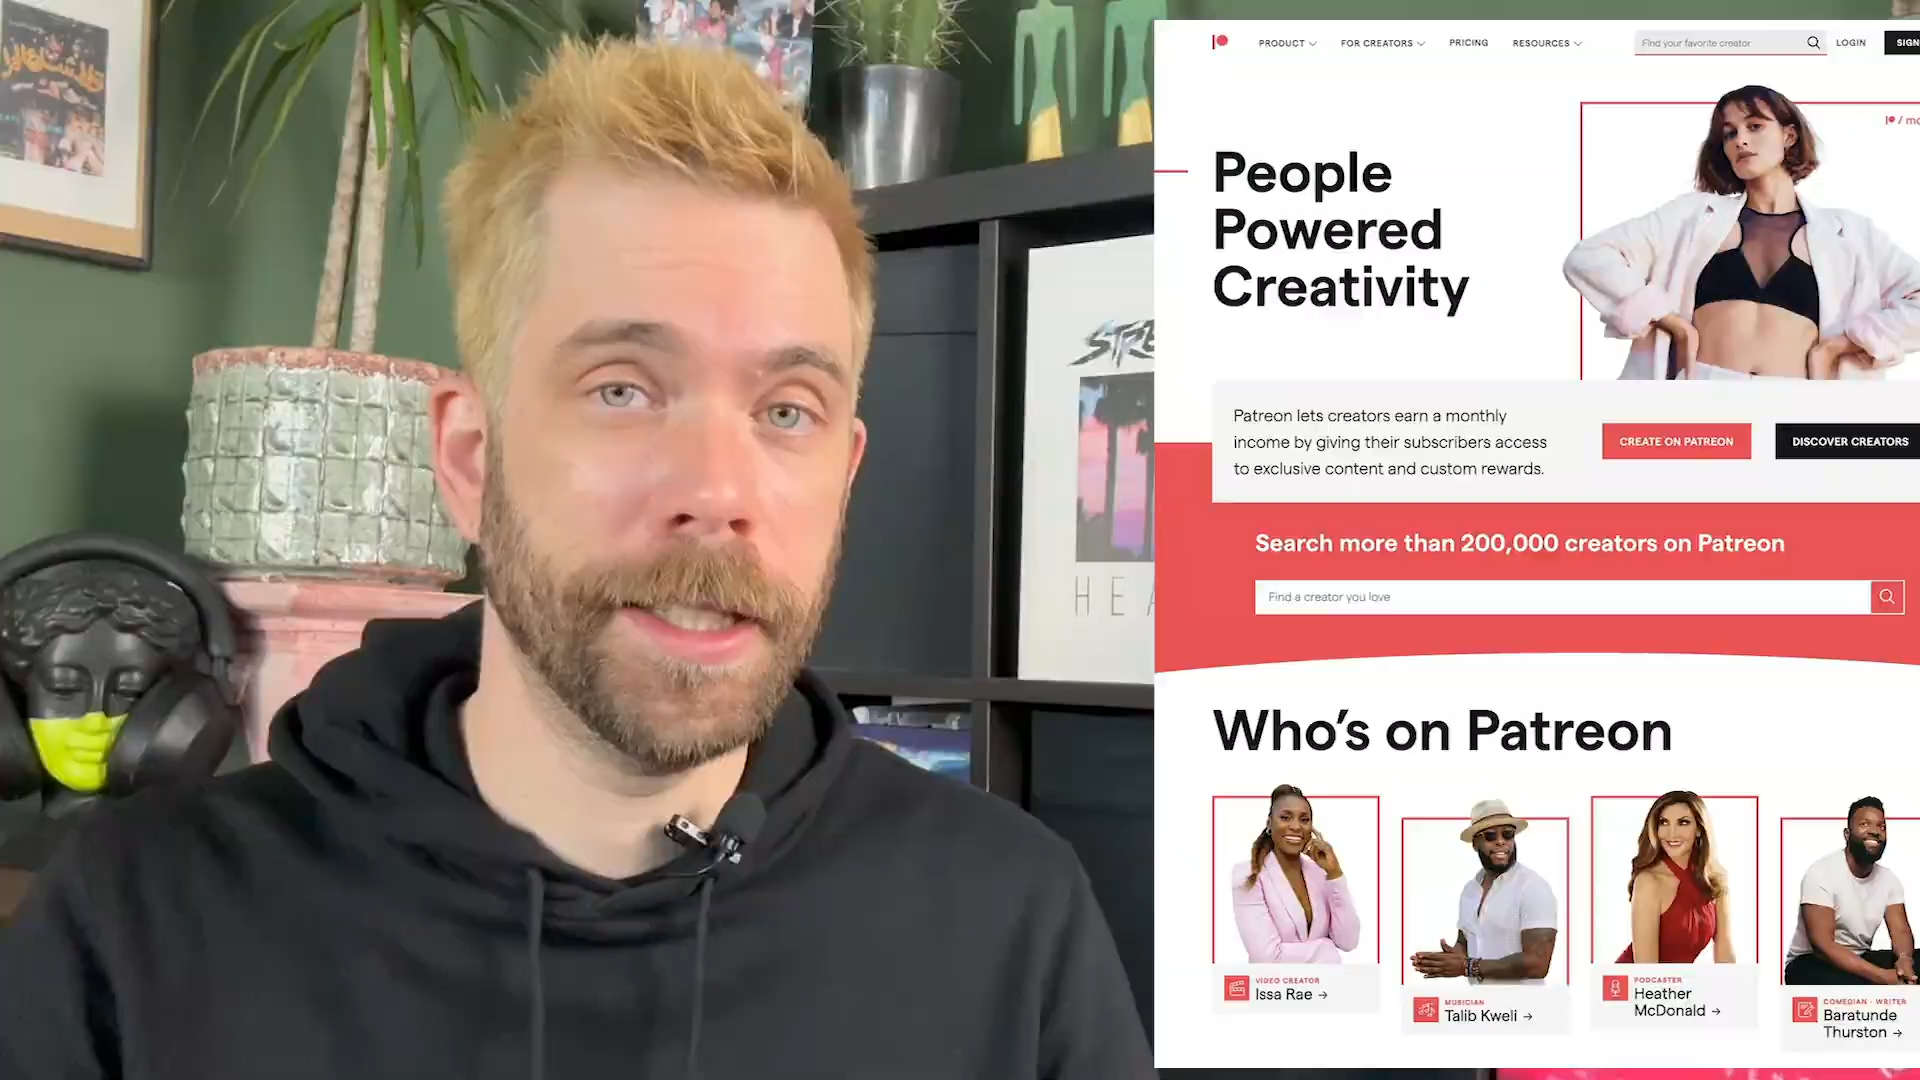 PRODUCT
FOR CREATORS
PRICING
RESOURCES
Find your favorite creator
LOGIN
SIGN
People
Powered
Creativity
Patreon lets creators earn a monthly
income by giving their subscribers access
to exclusive content and custom rewards.
CREATE ON PATREON
DISCOVER CREATORS
Search more than 200,000 creators on Patreon
Find a creator you love
Who's on Patreon
VIDEO CREATOR
Issa Rae →
MUSICIAN
Talib Kweli →
PODCASTER
Heather
McDonald →
COMEDIAN - WRITER
Baratunde
Thurston →
STRE
HEA